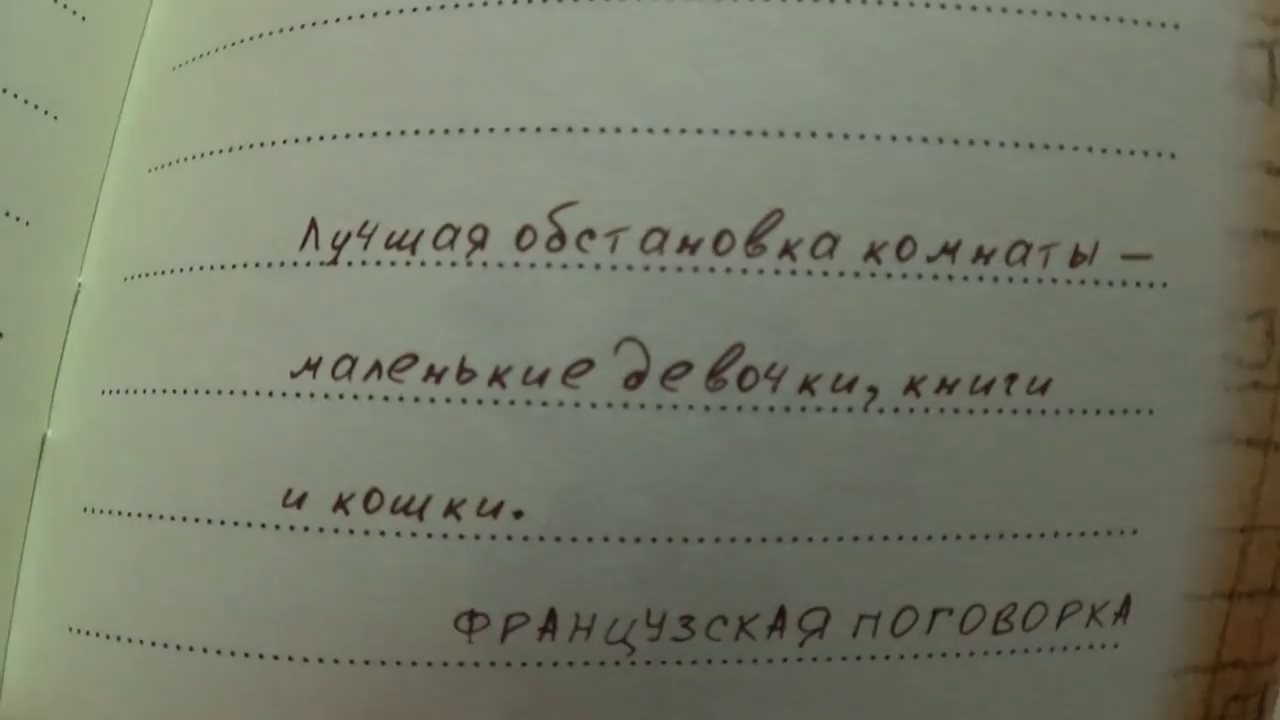 Лучшая обстановка комнаты –
маленькие девочки, книги
и кошки.
ФРАНЦУЗСКАЯ ПОГОВОРКА